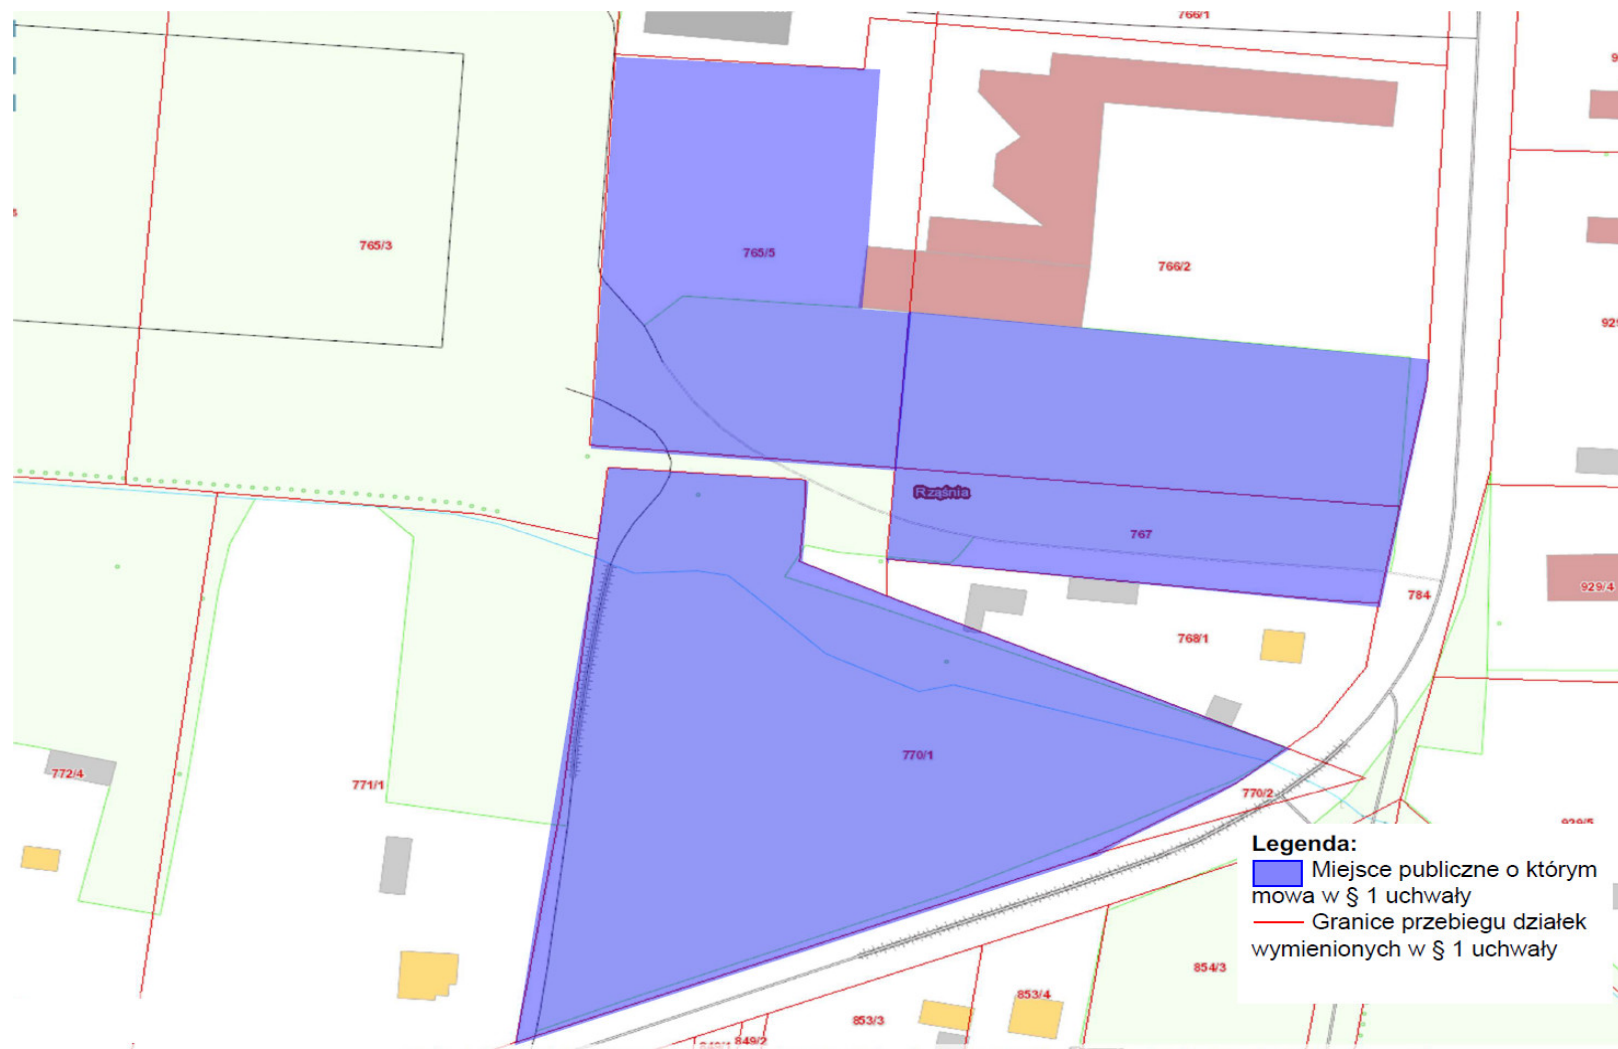 766/1
765/3
765/5
766/2
Rząśnia
767
784
929/4
768/1
770/1
772/4
771/1
770/2
929/5
Legenda:
Miejsce publiczne o którym
mowa w § 1 uchwały
Granice przebiegu działek
wymienionych w § 1 uchwały
854/3
853/4
853/3
849/2